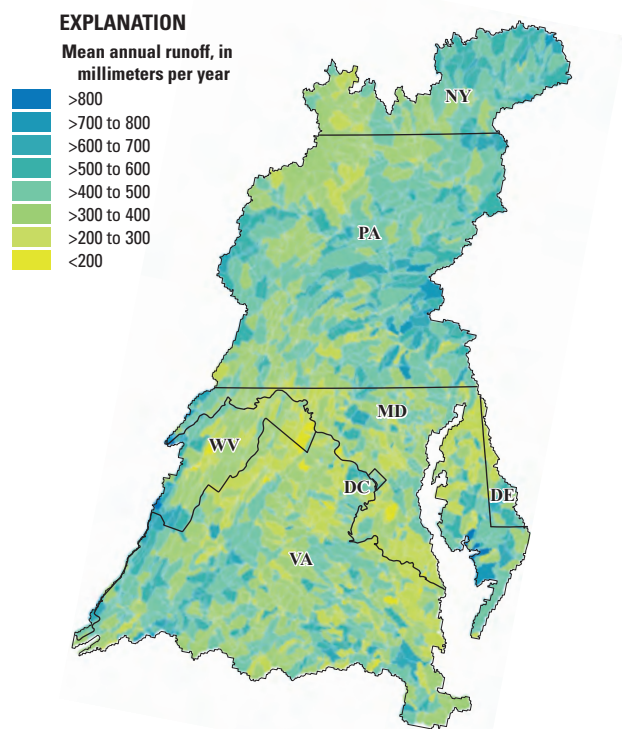 EXPLANATION
Mean annual runoff, in
millimeters per year
>800
>700 to 800
>600 to 700
>500 to 600
>400 to 500
>300 to 400
>200 to 300
<200
NY
PA
MD
WV
DC
DE
VA